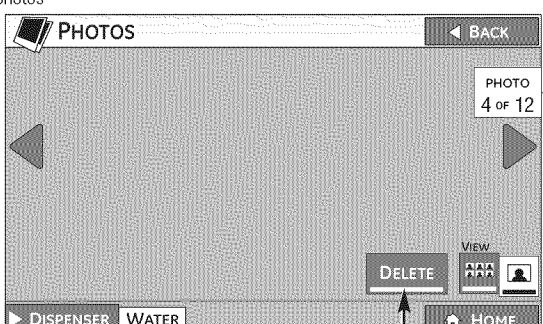 photos
PHOTOS
BACK
PHOTO
4 OF 12
VIEW
DELETE
DISPENSER WATER
HOME